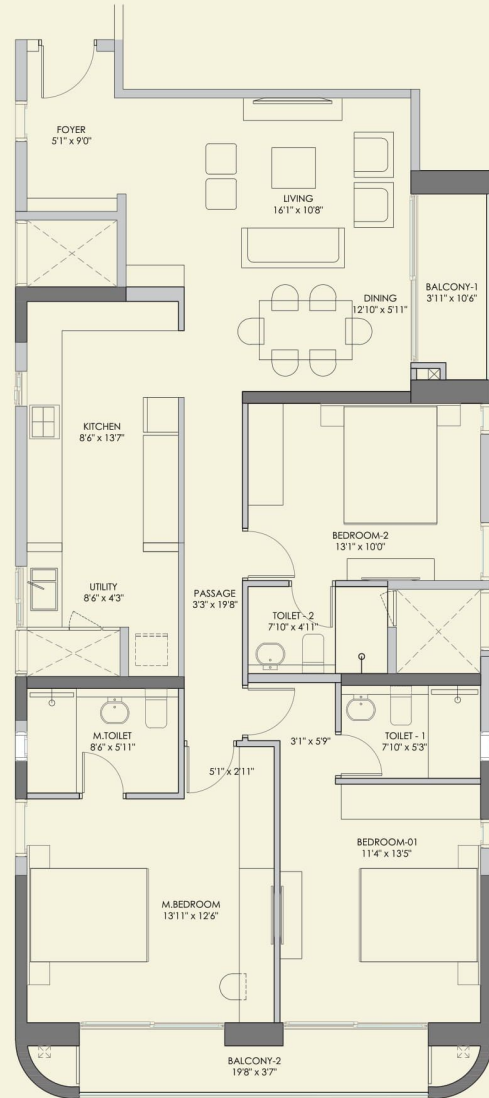 FOYER
5'1" x 9'0"
LIVING
16'1" x 10'8"
BALCONY-1
3'11" x 10'6"
DINING
12'10" x 5'11"
KITCHEN
8'6" x 13'7"
BEDROOM-2
13'1" x 10'0"
UTILITY
8'6" x 4'3"
PASSAGE
3'3" x 19'8"
TOILET - 2
7'10" x 4'11"
M.TOILET
8'6" x 5'11"
3'1" x 5'9"
TOILET - 1
7'10" x 5'3"
5'1" x 2'11"
BEDROOM-01
11'4" x 13'5"
M.BEDROOM
13'11" x 12'6"
BALCONY-2
19'8" x 3'7"